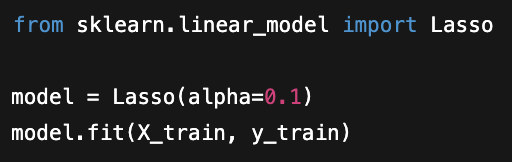 from sklearn.linear_model import Lasso
model = Lasso(alpha=0.1)
model.fit(X_train, y_train)